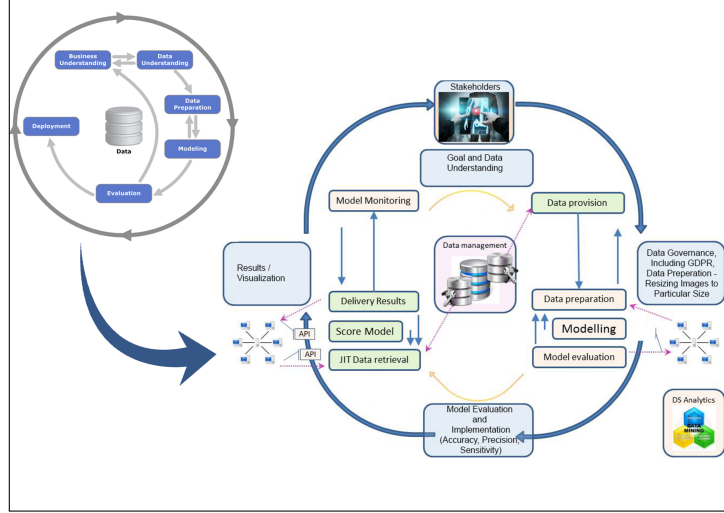 Business
Understanding
Data
Understanding
Data
Preparation
Modeling
Evaluation
Deployment
Data
Stakeholders
Goal and Data
Understanding
Model Monitoring
Data provision
Data management
Results /
Visualization
Data Governance,
Including GDPR,
Data Preperation -
Resizing Images to
Particular Size
Delivery Results
Data preparation
API
Score Model
Modelling
API
JIT Data retrieval
Model evaluation
Model Evaluation
and
Implementation
(Accuracy, Precision,
Sensitivity)
DS Analytics
DATA
MINING